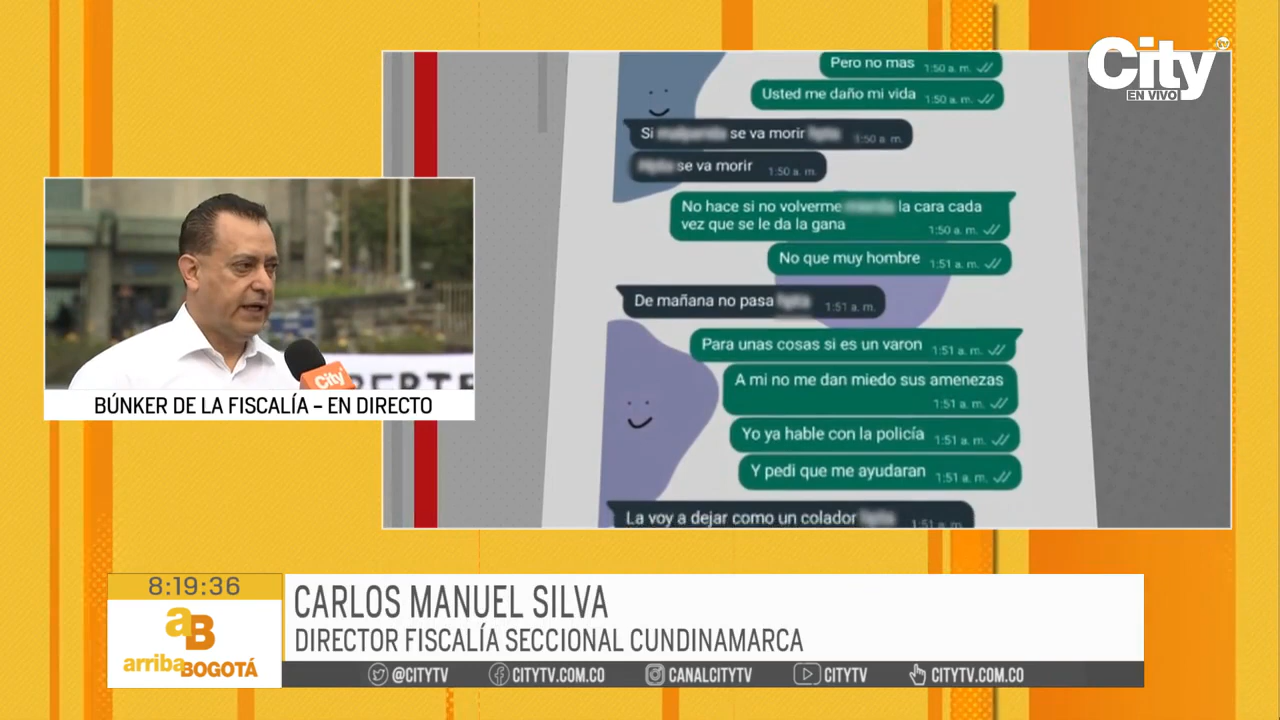 City tv
EN VIVO
Pero no mas 1:50 a. m.
Usted me daño mi vida 1:50 a. m.
Si se va morir 1:50 a. m.
se va morir 1:50 a. m.
No hace si no volverme la cara cada
vez que se le da la gana 1:50 a. m.
No que muy hombre 1:51 a. m.
De mañana no pasa 1:51 a. m.
Para unas cosas si es un varon 1:51 a. m.
A mi no me dan miedo sus amenezas
1:51 a. m.
Yo ya hable con la policía 1:51 a. m.
Y pedi que me ayudaran 1:51 a. m.
La voy a dejar como un colador 1:51 a. m.
City
BÚNKER DE LA FISCALÍA – EN DIRECTO
8:19:36
aB
arriba BOGOTÁ
CARLOS MANUEL SILVA
DIRECTOR FISCALÍA SECCIONAL CUNDINAMARCA
@CITYTV CITYTV.COM.CO CANALCITYTV CITYTV CITYTV.COM.CO